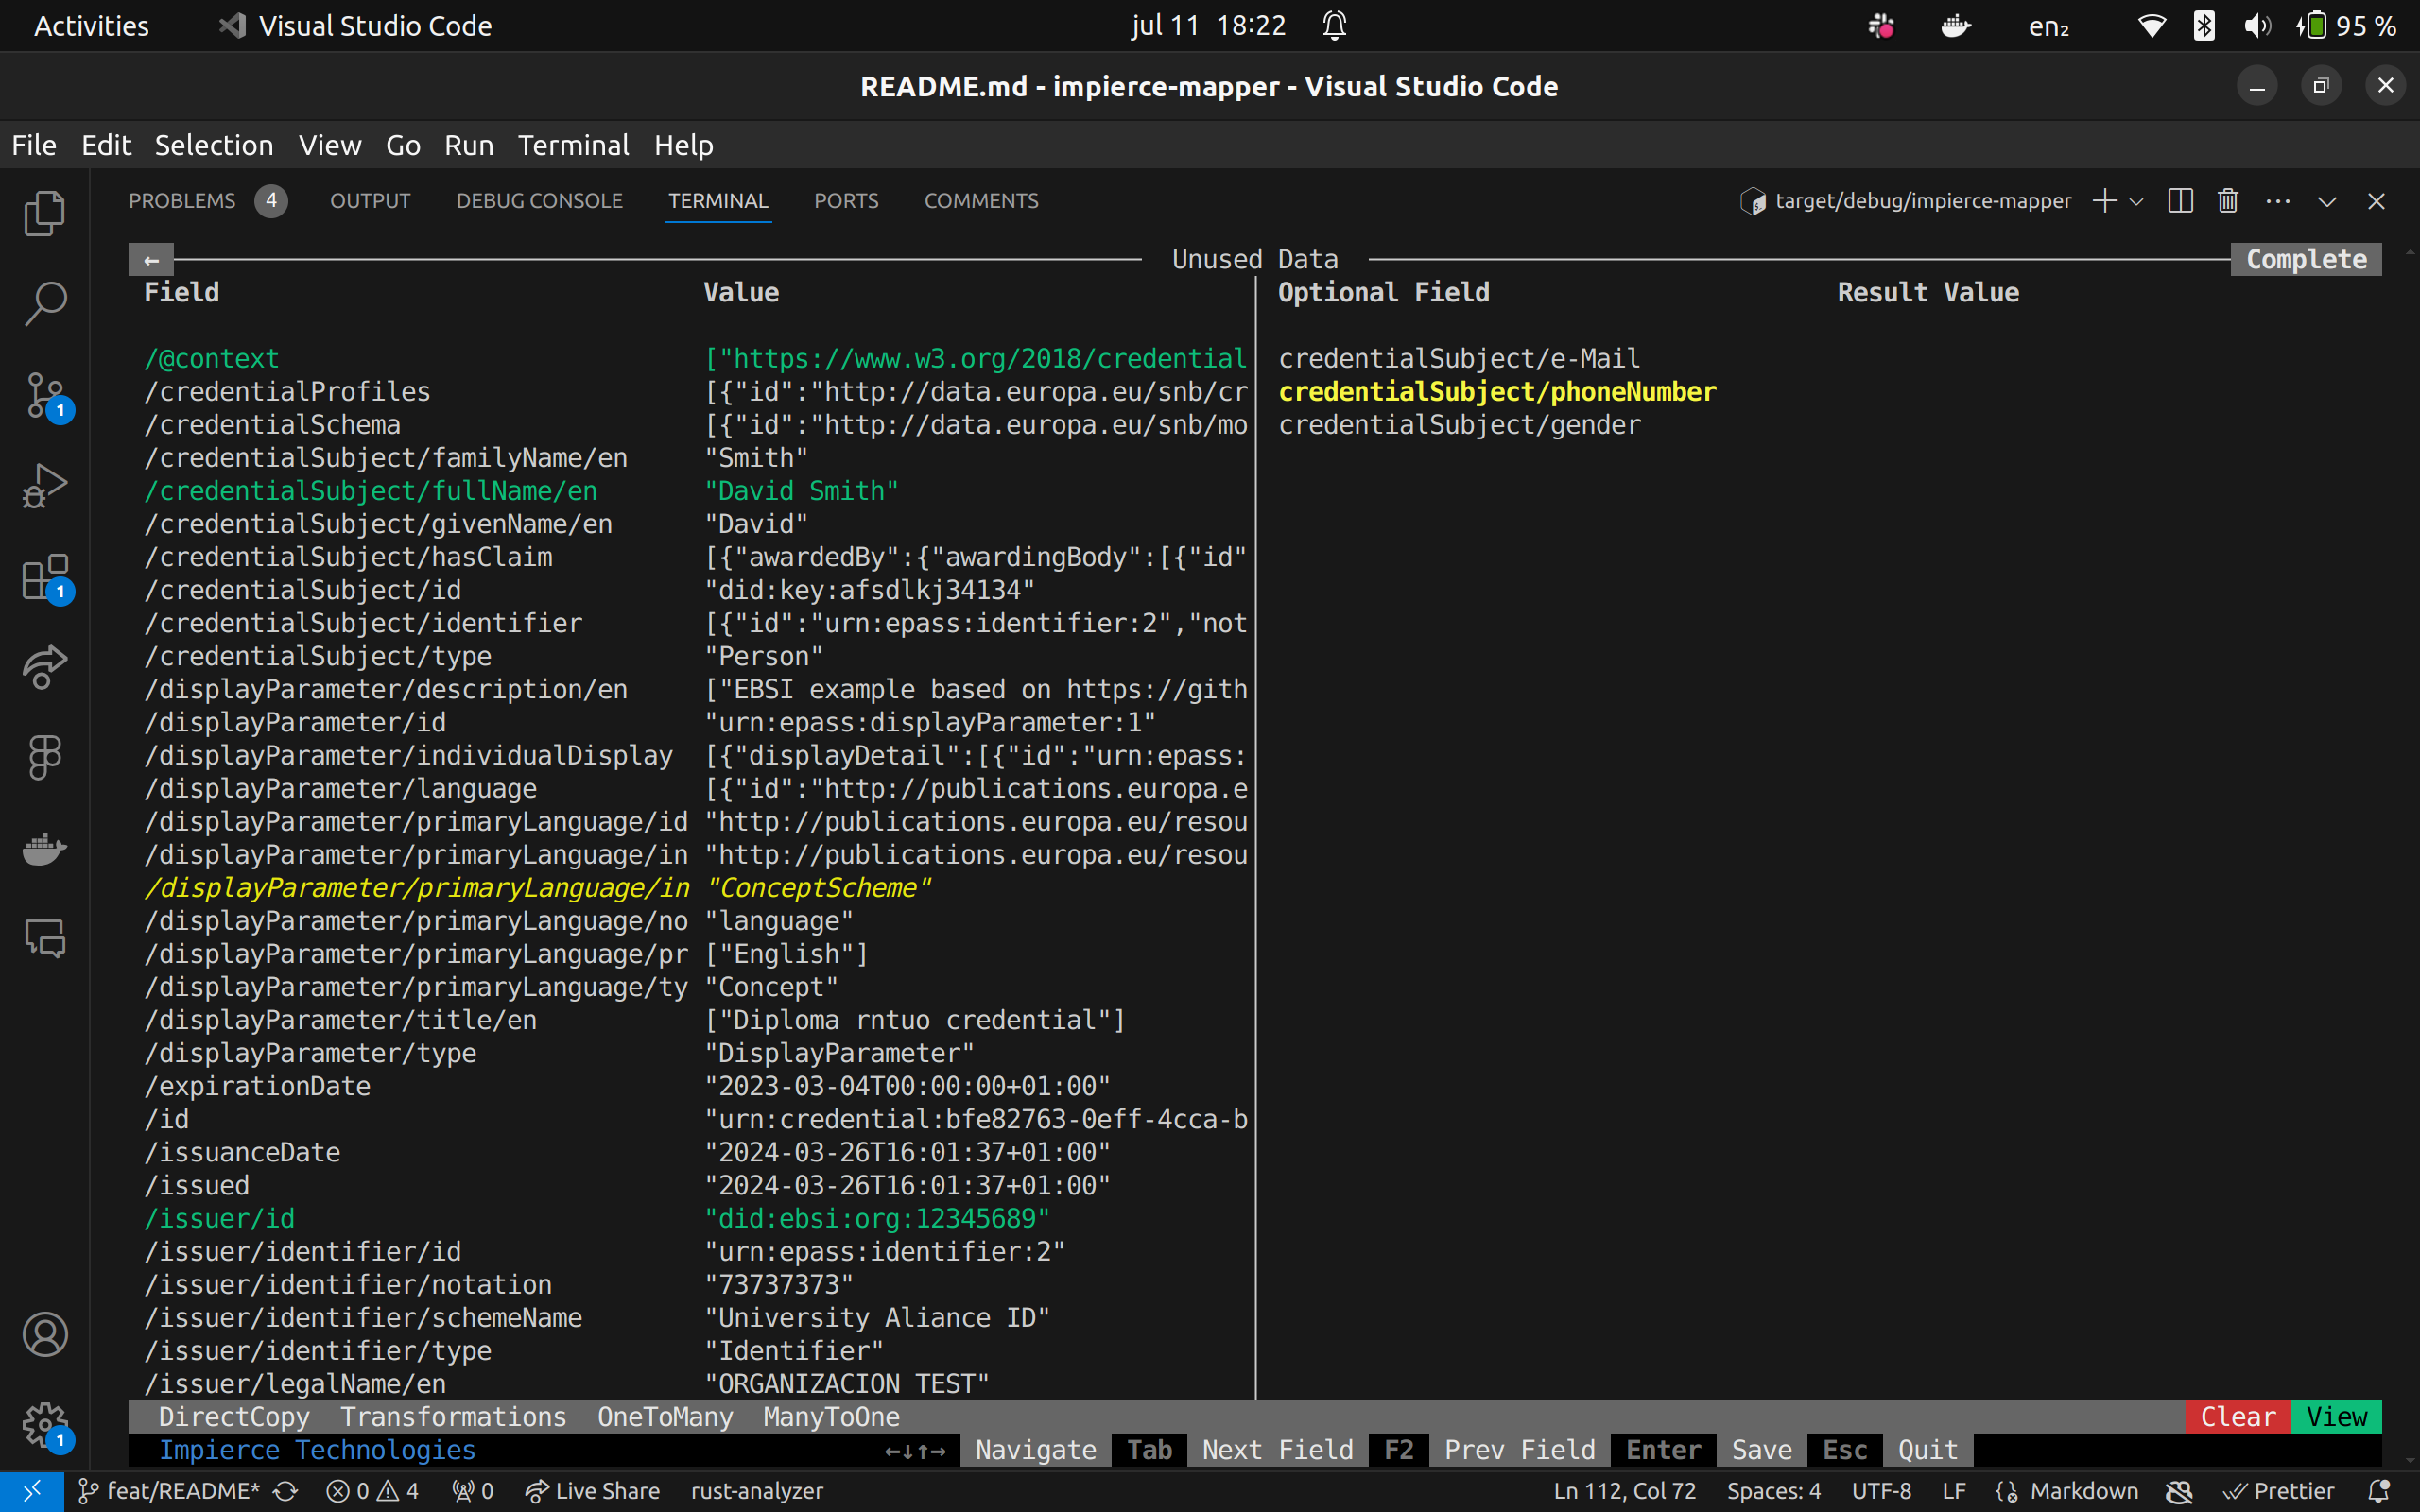 Activities Visual Studio Code jul 11 18:22 en₂ 95 %
README.md - impierce-mapper - Visual Studio Code
File Edit Selection View Go Run Terminal Help
PROBLEMS 4 OUTPUT DEBUG CONSOLE TERMINAL PORTS COMMENTS target/debug/impierce-mapper
← Unused Data Complete
Field Value Optional Field Result Value
/@context ["https://www.w3.org/2018/credential credentialSubject/e-Mail
/credentialProfiles [{"id":"http://data.europa.eu/snb/cr credentialSubject/phoneNumber
/credentialSchema [{"id":"http://data.europa.eu/snb/mo credentialSubject/gender
/credentialSubject/familyName/en "Smith"
/credentialSubject/fullName/en "David Smith"
/credentialSubject/givenName/en "David"
/credentialSubject/hasClaim [{"awardedBy":{"awardingBody":[{"id"
/credentialSubject/id "did:key:afsdlkj34134"
/credentialSubject/identifier [{"id":"urn:epass:identifier:2","not
/credentialSubject/type "Person"
/displayParameter/description/en ["EBSI example based on https://gith
/displayParameter/id "urn:epass:displayParameter:1"
/displayParameter/individualDisplay [{"displayDetail":[{"id":"urn:epass:
/displayParameter/language [{"id":"http://publications.europa.e
/displayParameter/primaryLanguage/id "http://publications.europa.eu/resou
/displayParameter/primaryLanguage/in "http://publications.europa.eu/resou
/displayParameter/primaryLanguage/in "ConceptScheme"
/displayParameter/primaryLanguage/no "language"
/displayParameter/primaryLanguage/pr ["English"]
/displayParameter/primaryLanguage/ty "Concept"
/displayParameter/title/en ["Diploma rntuo credential"]
/displayParameter/type "DisplayParameter"
/expirationDate "2023-03-04T00:00:00+01:00"
/id "urn:credential:bfe82763-0eff-4cca-b
/issuanceDate "2024-03-26T16:01:37+01:00"
/issued "2024-03-26T16:01:37+01:00"
/issuer/id "did:ebsi:org:12345689"
/issuer/identifier/id "urn:epass:identifier:2"
/issuer/identifier/notation "73737373"
/issuer/identifier/schemeName "University Aliance ID"
/issuer/identifier/type "Identifier"
/issuer/legalName/en "ORGANIZACION TEST"
DirectCopy Transformations OneToMany ManyToOne Clear View
Impierce Technologies ←↓↑→ Navigate Tab Next Field F2 Prev Field Enter Save Esc Quit
feat/README* 0 4 0 Live Share rust-analyzer Ln 112, Col 72 Spaces: 4 UTF-8 LF Markdown Prettier
1
1
1